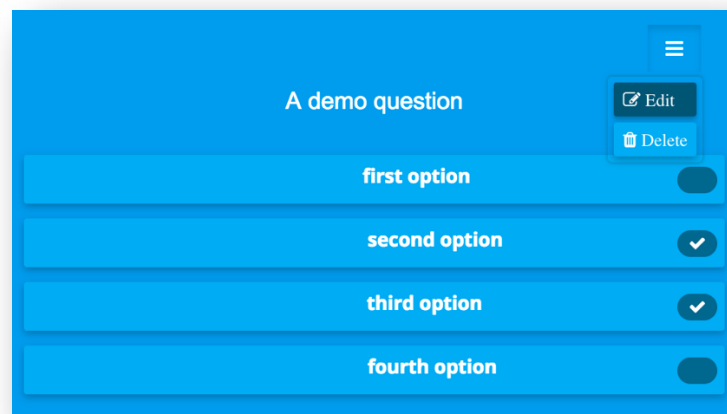 A demo question
Edit
Delete
first option
second option
third option
fourth option